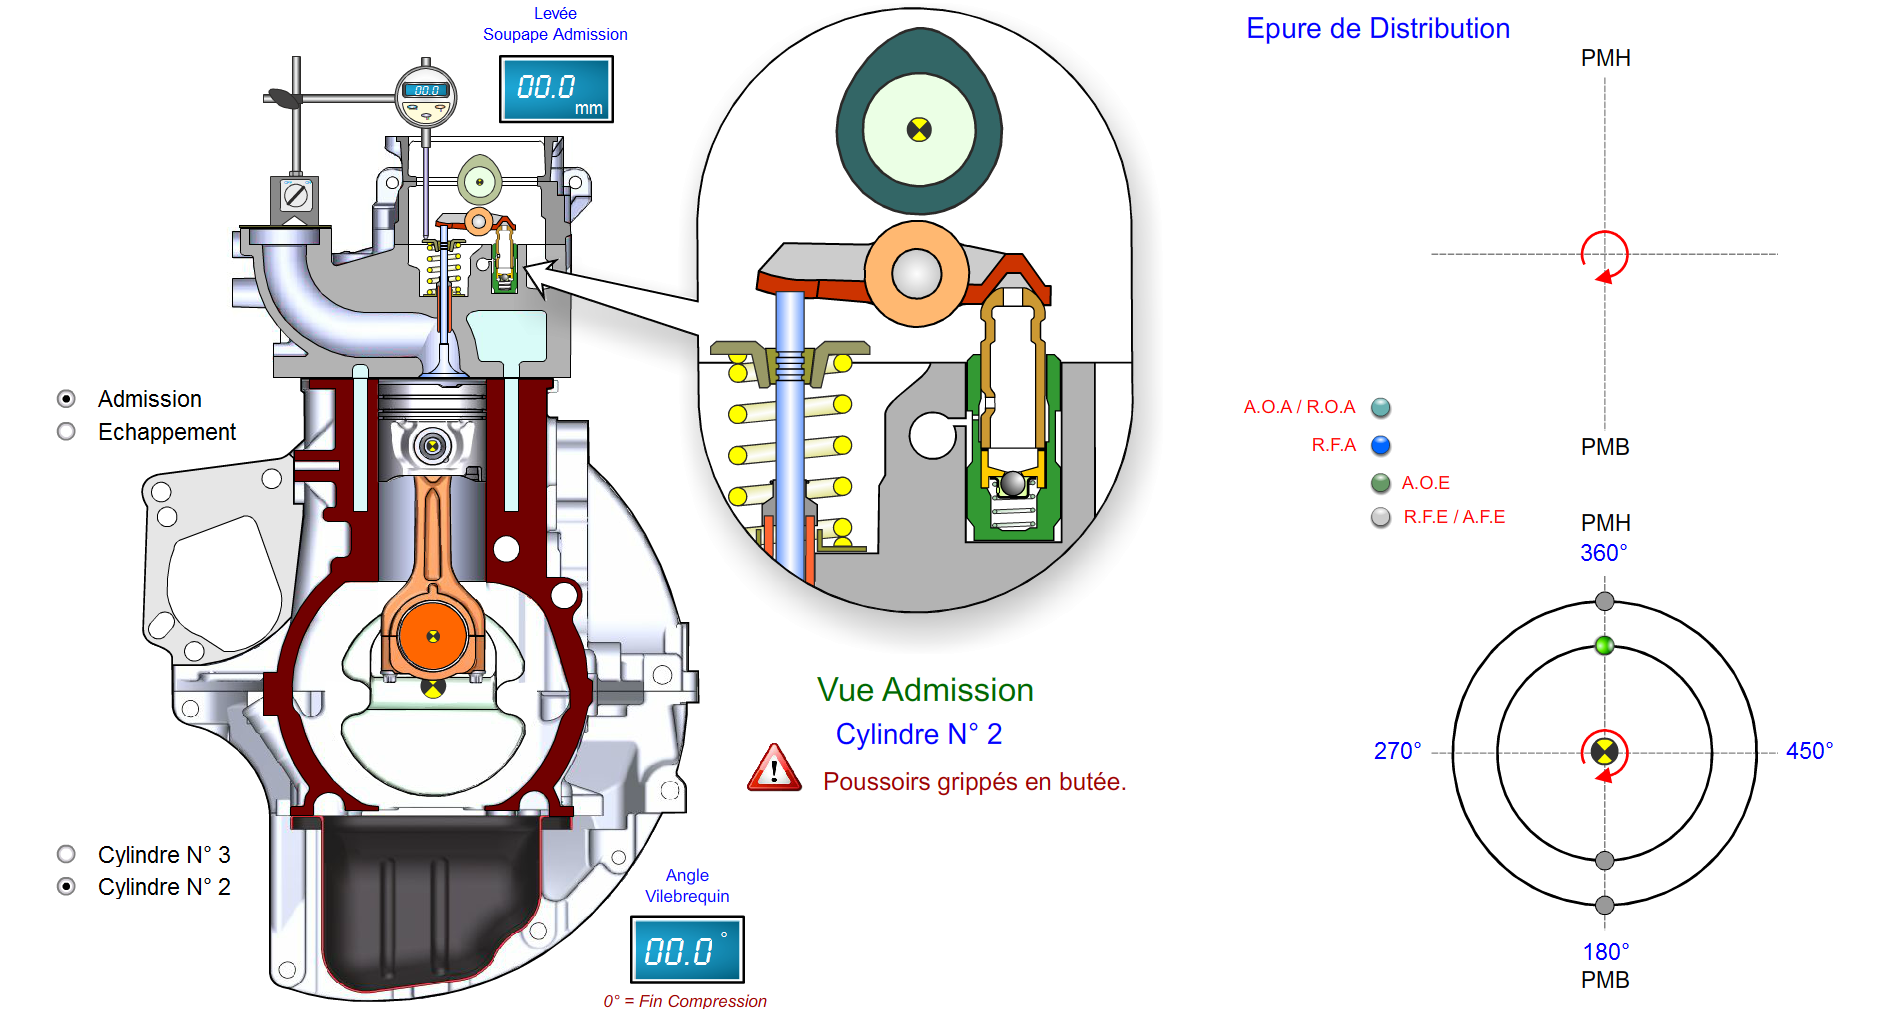 Levée
Soupape Admission
00.0
mm
00.0
Epure de Distribution
PMH
PMB
A.O.A / R.O.A
R.F.A
A.O.E
R.F.E / A.F.E
PMH
360°
270°
450°
180°
PMB
Admission
Echappement
Vue Admission
Cylindre N° 2
Poussoirs grippés en butée.
Cylindre N° 3
Cylindre N° 2
Angle
Vilebrequin
00.0°
0° = Fin Compression